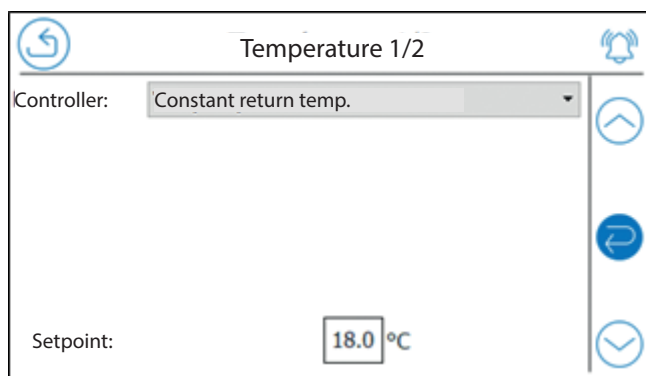 Temperature 1/2
Controller: Constant return temp.
Setpoint: 18.0 °C